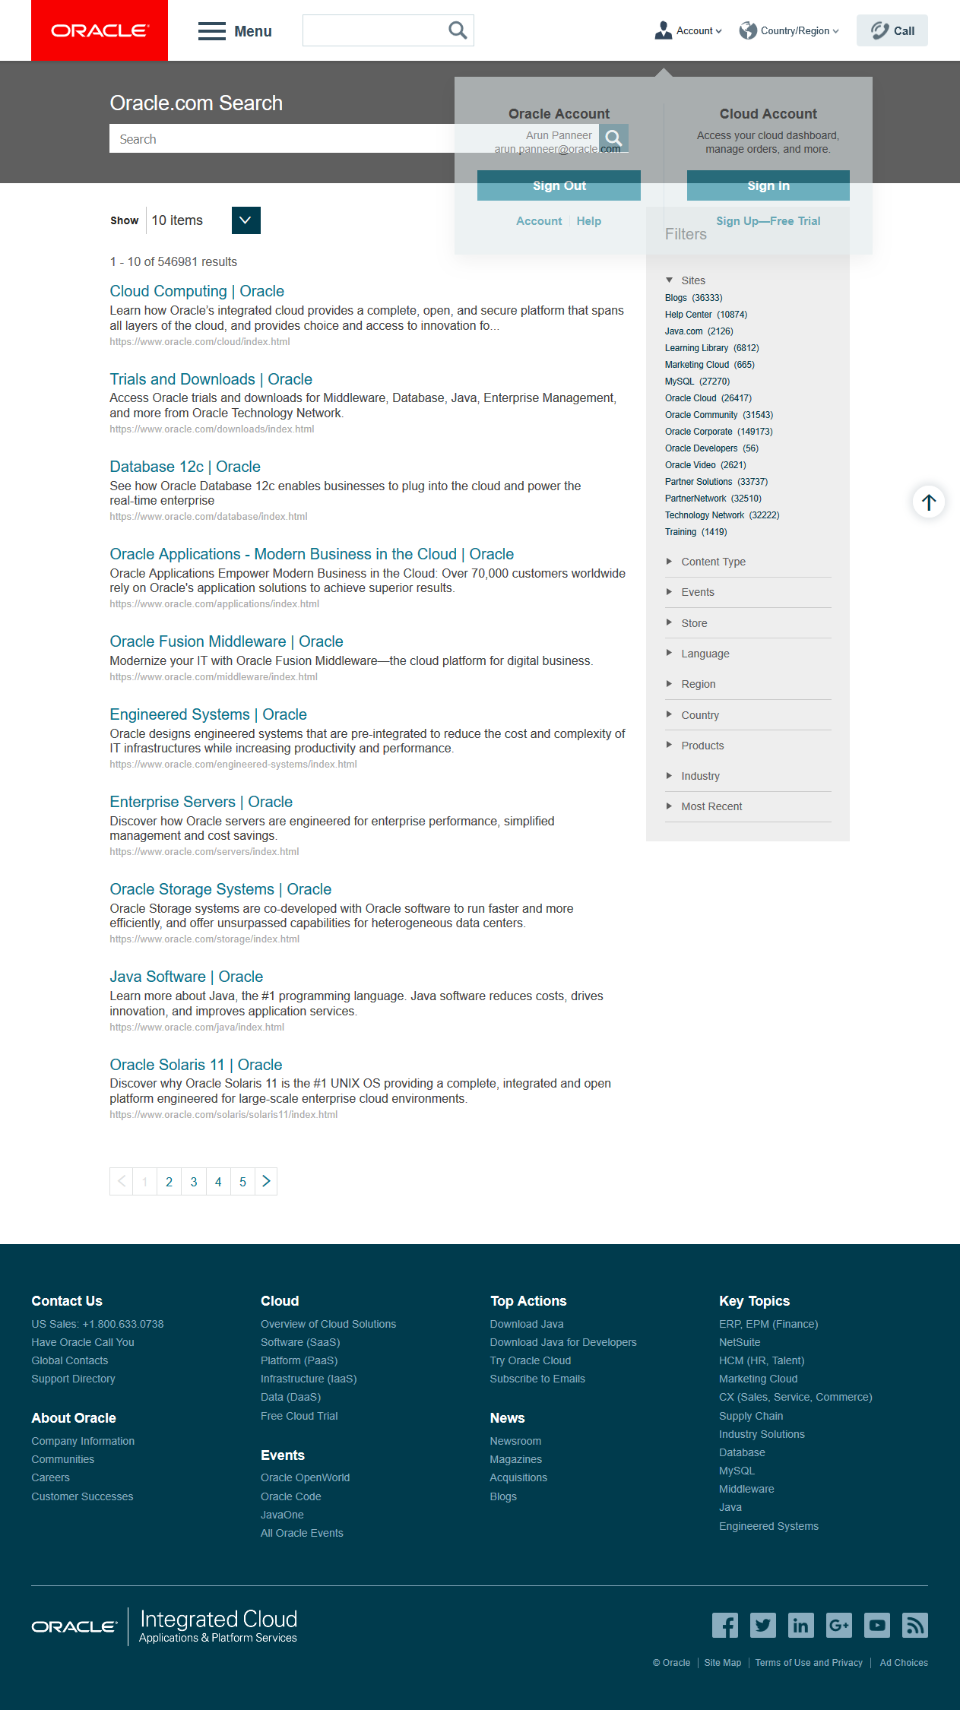 ORACLE
Menu
Account
Country/Region
Call
Oracle.com Search
Search
Oracle Account
Arun Panneer
arun.panneer@oracle.com
Sign Out
Account
Help
Cloud Account
Access your cloud dashboard,
manage orders, and more.
Sign In
Sign Up—Free Trial
Show 10 items
1 - 10 of 546981 results
Cloud Computing | Oracle
Learn how Oracle's integrated cloud provides a complete, open, and secure platform that spans
all layers of the cloud, and provides choice and access to innovation fo...
https://www.oracle.com/cloud/index.html
Trials and Downloads | Oracle
Access Oracle trials and downloads for Middleware, Database, Java, Enterprise Management,
and more from Oracle Technology Network.
https://www.oracle.com/downloads/index.html
Database 12c | Oracle
See how Oracle Database 12c enables businesses to plug into the cloud and power the
real-time enterprise
https://www.oracle.com/database/index.html
Oracle Applications - Modern Business in the Cloud | Oracle
Oracle Applications Empower Modern Business in the Cloud: Over 70,000 customers worldwide
rely on Oracle's application solutions to achieve superior results.
https://www.oracle.com/applications/index.html
Oracle Fusion Middleware | Oracle
Modernize your IT with Oracle Fusion Middleware—the cloud platform for digital business.
https://www.oracle.com/middleware/index.html
Engineered Systems | Oracle
Oracle designs engineered systems that are pre-integrated to reduce the cost and complexity of
IT infrastructures while increasing productivity and performance.
https://www.oracle.com/engineered-systems/index.html
Enterprise Servers | Oracle
Discover how Oracle servers are engineered for enterprise performance, simplified
management and cost savings.
https://www.oracle.com/servers/index.html
Oracle Storage Systems | Oracle
Oracle Storage systems are co-developed with Oracle software to run faster and more
efficiently, and offer unsurpassed capabilities for heterogeneous data centers.
https://www.oracle.com/storage/index.html
Java Software | Oracle
Learn more about Java, the #1 programming language. Java software reduces costs, drives
innovation, and improves application services.
https://www.oracle.com/java/index.html
Oracle Solaris 11 | Oracle
Discover why Oracle Solaris 11 is the #1 UNIX OS providing a complete, integrated and open
platform engineered for large-scale enterprise cloud environments.
https://www.oracle.com/solaris/solaris11/index.html
1 2 3 4 5
Filters
Sites
Blogs (36333)
Help Center (10874)
Java.com (2126)
Learning Library (6812)
Marketing Cloud (665)
MySQL (27270)
Oracle Cloud (26417)
Oracle Community (31543)
Oracle Corporate (149173)
Oracle Developers (56)
Oracle Video (2621)
Partner Solutions (33737)
PartnerNetwork (32510)
Technology Network (32222)
Training (1419)
Content Type
Events
Store
Language
Region
Country
Products
Industry
Most Recent
Contact Us
US Sales: +1.800.633.0738
Have Oracle Call You
Global Contacts
Support Directory
About Oracle
Company Information
Communities
Careers
Customer Successes
Cloud
Overview of Cloud Solutions
Software (SaaS)
Platform (PaaS)
Infrastructure (IaaS)
Data (DaaS)
Free Cloud Trial
Events
Oracle OpenWorld
Oracle Code
JavaOne
All Oracle Events
Top Actions
Download Java
Download Java for Developers
Try Oracle Cloud
Subscribe to Emails
News
Newsroom
Magazines
Acquisitions
Blogs
Key Topics
ERP, EPM (Finance)
NetSuite
HCM (HR, Talent)
Marketing Cloud
CX (Sales, Service, Commerce)
Supply Chain
Industry Solutions
Database
MySQL
Middleware
Java
Engineered Systems
ORACLE
Integrated Cloud
Applications & Platform Services
© Oracle | Site Map | Terms of Use and Privacy | Ad Choices